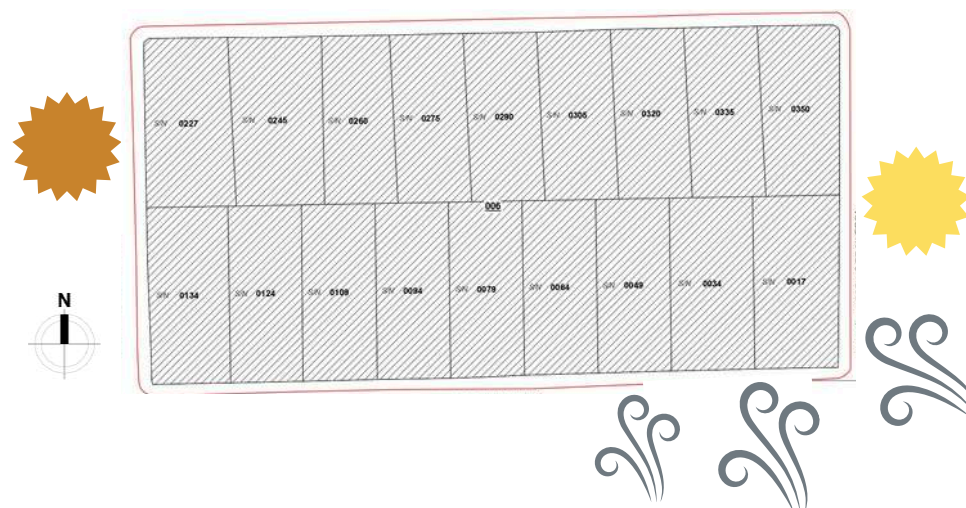 S/N 0227
S/N 0245
S/N 0260
S/N 0275
S/N 0290
S/N 0305
S/N 0320
S/N 0335
S/N 0350
006
N
S/N 0134
S/N 0124
S/N 0109
S/N 0094
S/N 0079
S/N 0064
S/N 0049
S/N 0034
S/N 0017